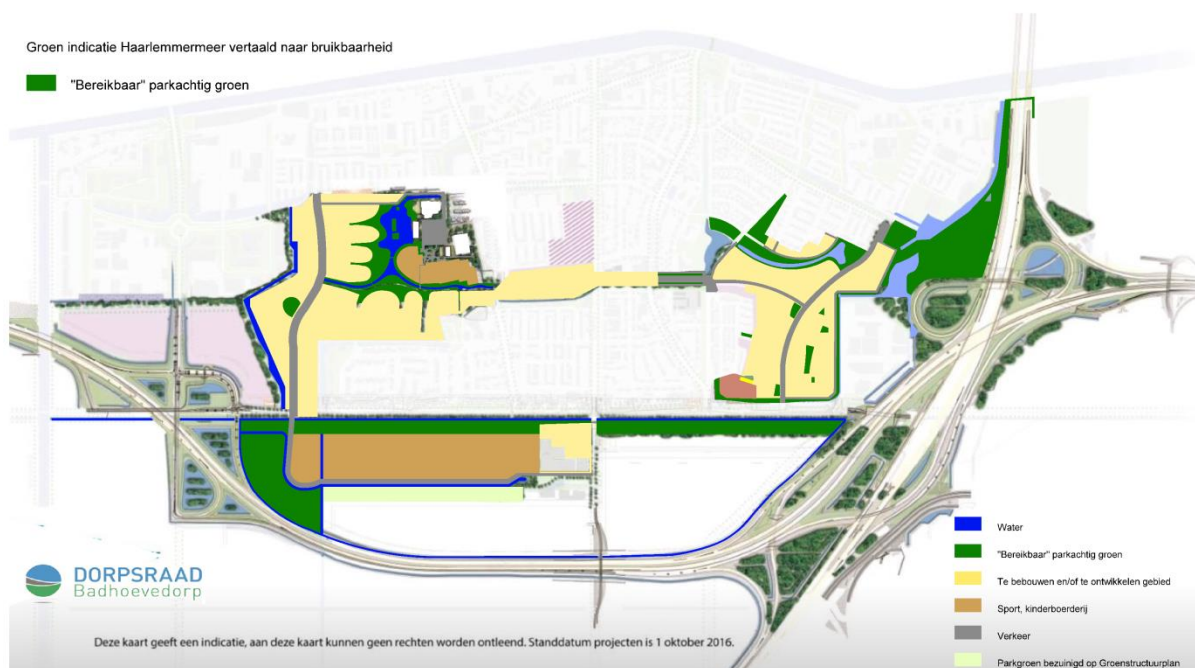 Groen indicatie Haarlemmermeer vertaald naar bruikbaarheid
"Bereikbaar" parkachtig groen
Water
"Bereikbaar" parkachtig groen
Te bebouwen en/of te ontwikkelen gebied
Sport, kinderboerderij
Verkeer
Parkgroen bezuinigd op Groenstructuurplan
DORPSRAAD
Badhoevedorp
Deze kaart geeft een indicatie, aan deze kaart kunnen geen rechten worden ontleend. Standdatum projecten is 1 oktober 2016.